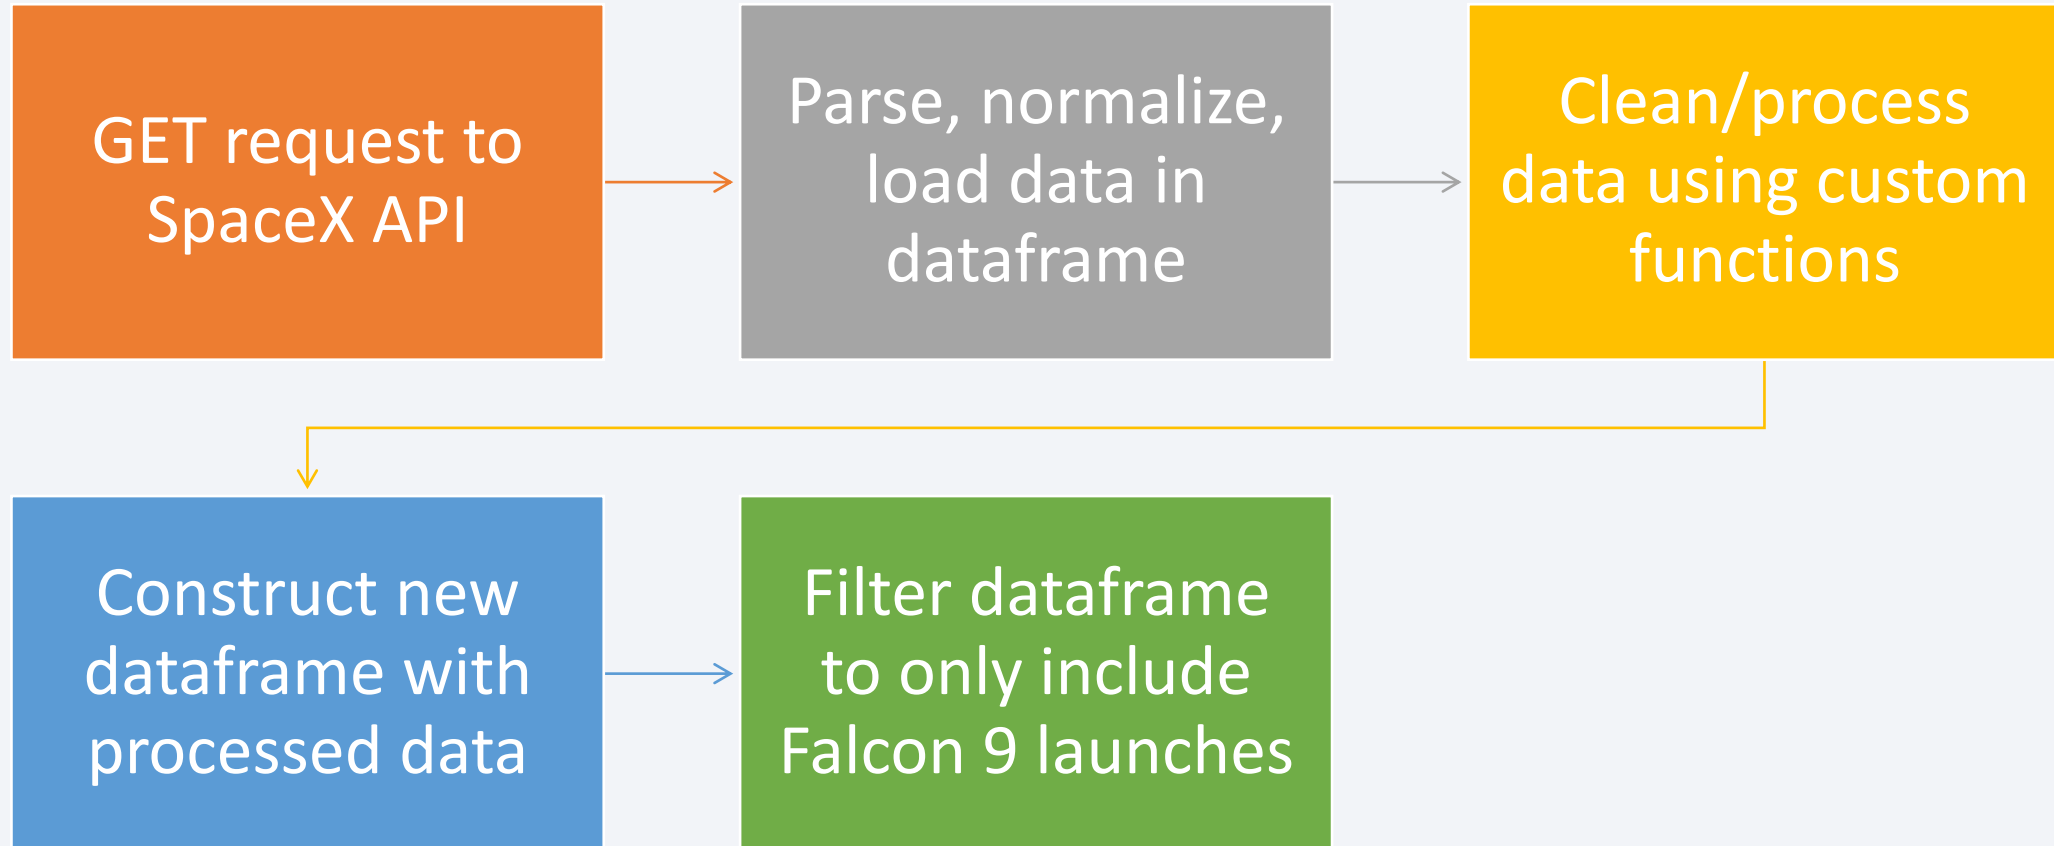 GET request to
SpaceX API
Parse, normalize,
load data in
dataframe
Clean/process
data using custom
functions
Construct new
dataframe with
processed data
Filter dataframe
to only include
Falcon 9 launches